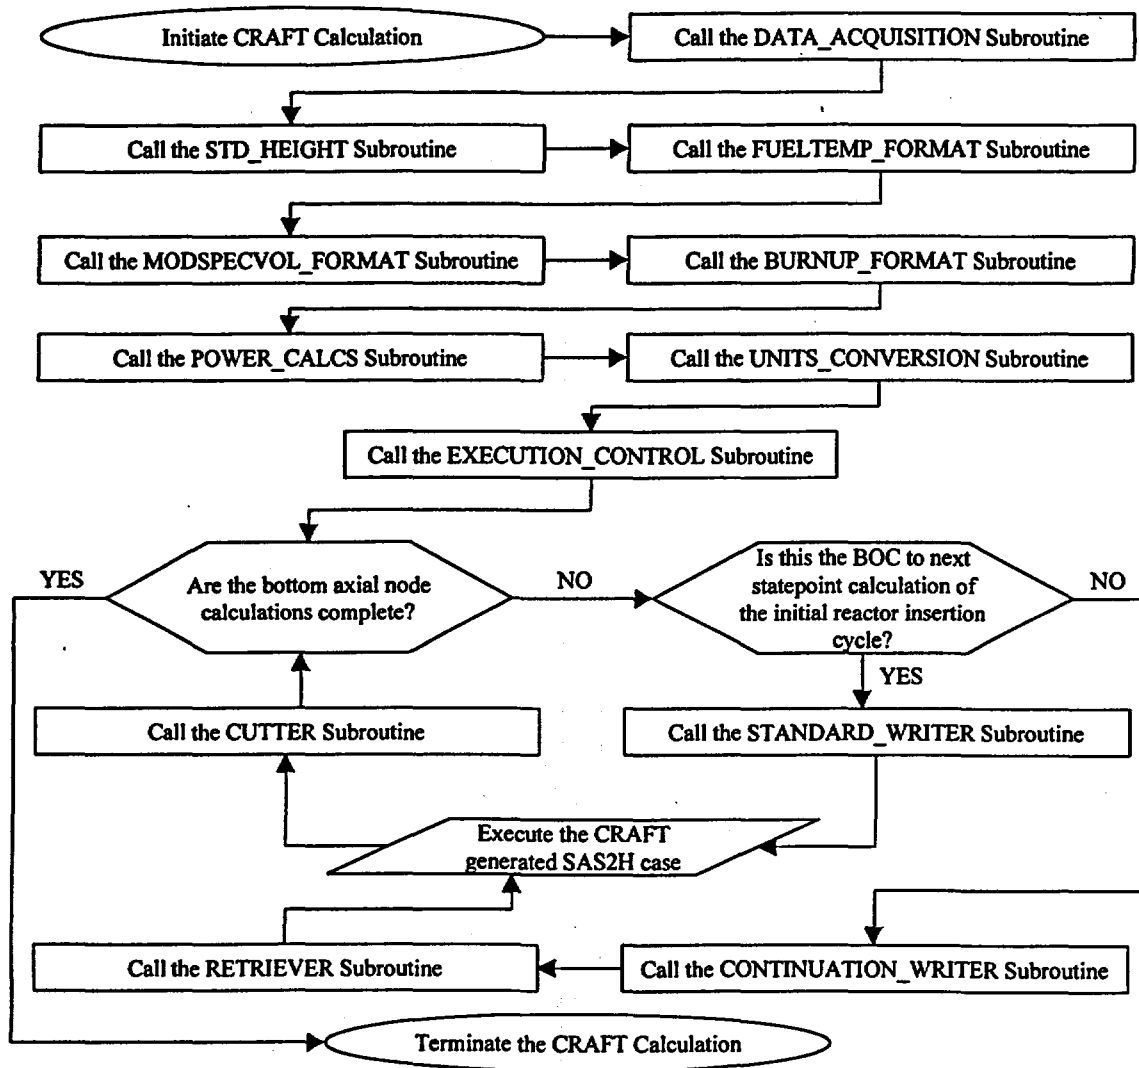 Initiate CRAFT Calculation
Call the DATA_ACQUISITION Subroutine
Call the STD_HEIGHT Subroutine
Call the FUELTEMP_FORMAT Subroutine
Call the MODSPECVOL_FORMAT Subroutine
Call the BURNUP_FORMAT Subroutine
Call the POWER_CALCS Subroutine
Call the UNITS_CONVERSION Subroutine
Call the EXECUTION_CONTROL Subroutine
YES
Are the bottom axial node
calculations complete?
NO
Is this the BOC to next
statepoint calculation of
the initial reactor insertion
cycle?
NO
YES
Call the CUTTER Subroutine
Call the STANDARD_WRITER Subroutine
Execute the CRAFT
generated SAS2H case
Call the RETRIEVER Subroutine
Call the CONTINUATION_WRITER Subroutine
Terminate the CRAFT Calculation